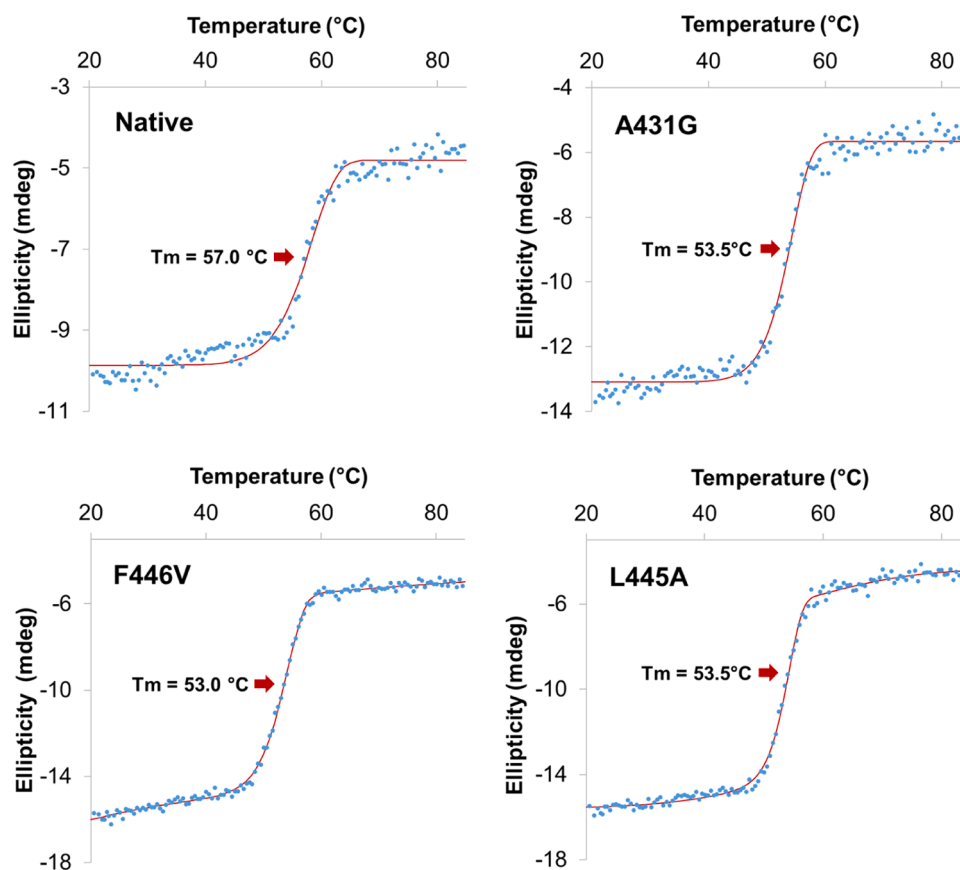 Temperature (°C)
20 40 60 80
-3
-5
-7
-9
-11
Ellipticity (mdeg)
Native
Tm = 57.0 °C
Temperature (°C)
20 40 60 80
-4
-6
-8
-10
-12
-14
Ellipticity (mdeg)
A431G
Tm = 53.5°C
Temperature (°C)
20 40 60 80
-6
-10
-14
-18
Ellipticity (mdeg)
F446V
Tm = 53.0 °C
Temperature (°C)
20 40 60 80
-6
-10
-14
-18
Ellipticity (mdeg)
L445A
Tm = 53.5°C